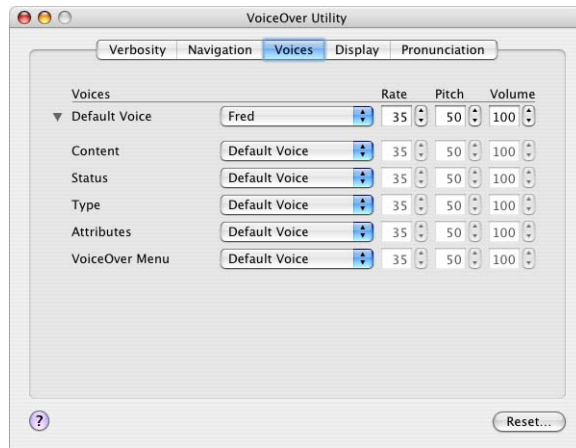 VoiceOver Utility
Verbosity Navigation Voices Display Pronunciation
Voices Rate Pitch Volume
Default Voice Fred 35 50 100
Content Default Voice 35 50 100
Status Default Voice 35 50 100
Type Default Voice 35 50 100
Attributes Default Voice 35 50 100
VoiceOver Menu Default Voice 35 50 100
? Reset...